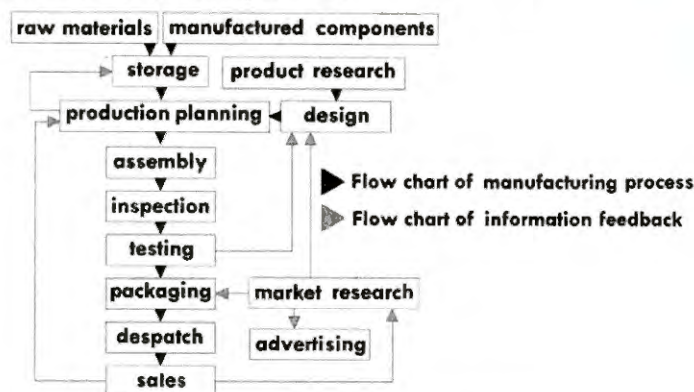 raw materials
manufactured components
storage
product research
production planning
design
assembly
Flow chart of manufacturing process
inspection
Flow chart of information feedback
testing
packaging
market research
despatch
advertising
sales